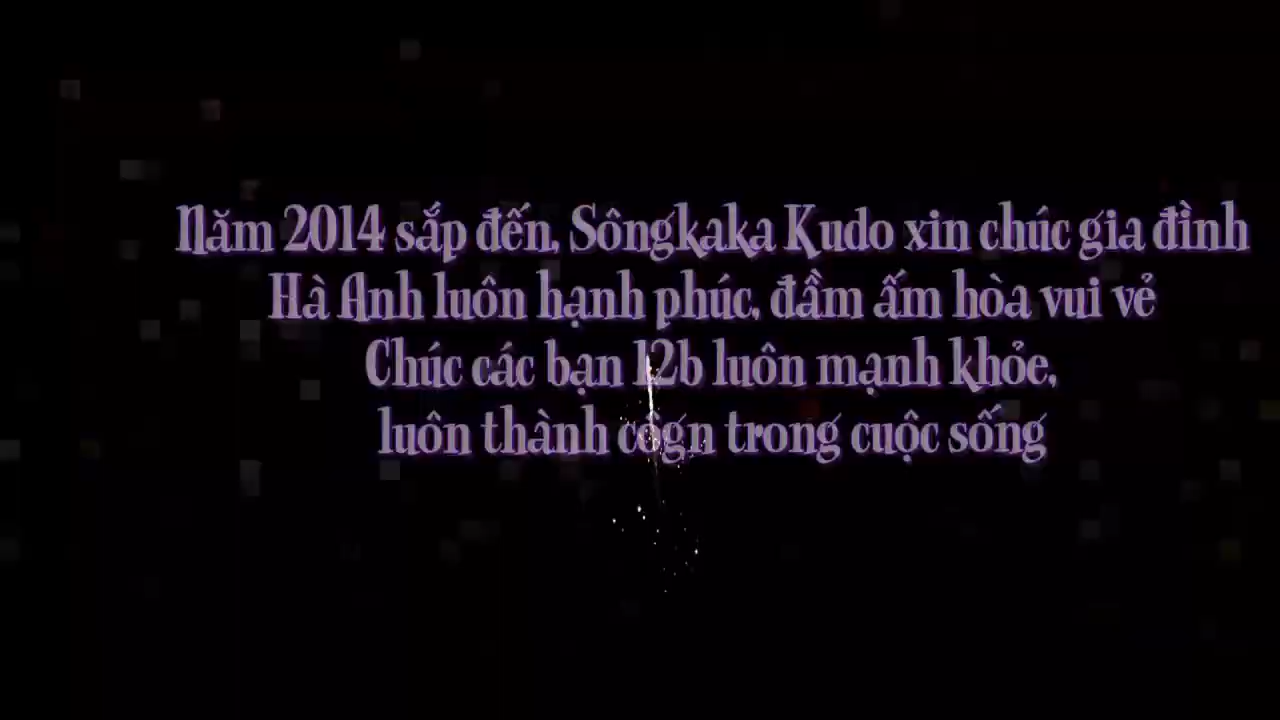 Năm 2014 sắp đến, Sôngkaka Kudo xin chúc gia đình
Hà Anh luôn hạnh phúc, đầm ấm hòa vui vẻ
Chúc các bạn 12b luôn mạnh khỏe,
luôn thành côgn trong cuộc sống